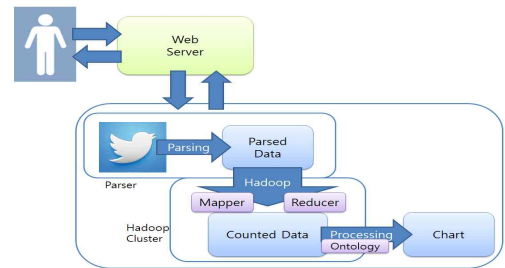 Web
Server
Parsing
Parsed
Data
Parser
Hadoop
Mapper
Reducer
Hadoop
Cluster
Counted Data
Processing
Ontology
Chart